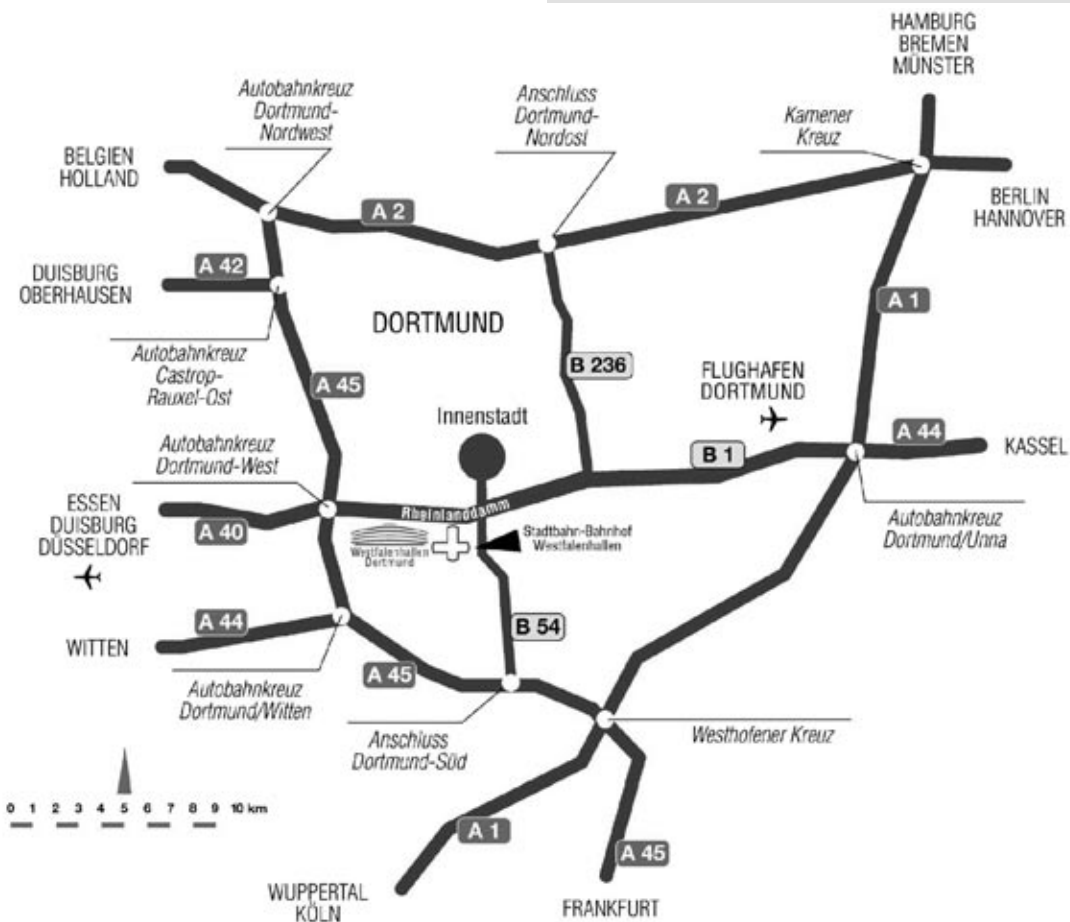 HAMBURG
BREMEN
MÜNSTER
Autobahnkreuz
Dortmund-
Nordwest
Anschluss
Dortmund-
Nordost
Kamener
Kreuz
BELGIEN
HOLLAND
A 2
A 2
BERLIN
HANNOVER
DUISBURG
OBERHAUSEN
A 42
A 1
DORTMUND
Autobahnkreuz
Castrop-
Rauxel-Ost
A 45
B 236
FLUGHAFEN
DORTMUND
Innenstadt
Autobahnkreuz
Dortmund-West
B 1
A 44
KASSEL
ESSEN
DUISBURG
DÜSSELDORF
A 40
Rheinlanddamm
Westfalenhallen
Dortmund
Stadtbahn-Bahnhof
Westfalenhallen
Autobahnkreuz
Dortmund/Unna
WITTEN
A 44
B 54
A 45
Autobahnkreuz
Dortmund/Witten
Anschluss
Dortmund-Süd
Westhofener Kreuz
0 1 2 3 4 5 6 7 8 9 10 km
A 1
A 45
WUPPERTAL
KÖLN
FRANKFURT